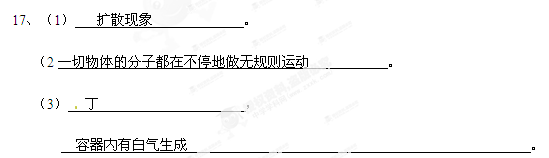 17、（1） 扩散现象 。
（2 一切物体的分子都在不停地做无规则运动 。
（3） 丁 ，
容器内有白气生成 。